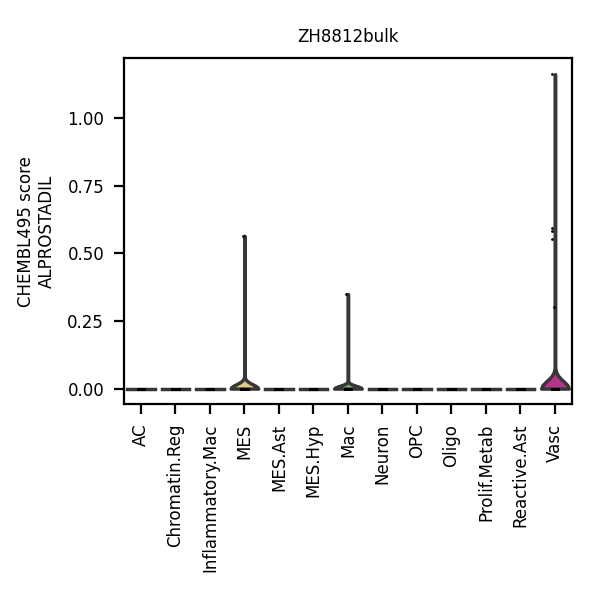 ZH8812bulk
CHEMBL495 score
ALPROSTADIL
1.00
0.75
0.50
0.25
0.00
AC
Chromatin.Reg
Inflammatory.Mac
MES
MES.Ast
MES.Hyp
Mac
Neuron
OPC
Oligo
Prolif.Metab
Reactive.Ast
Vasc